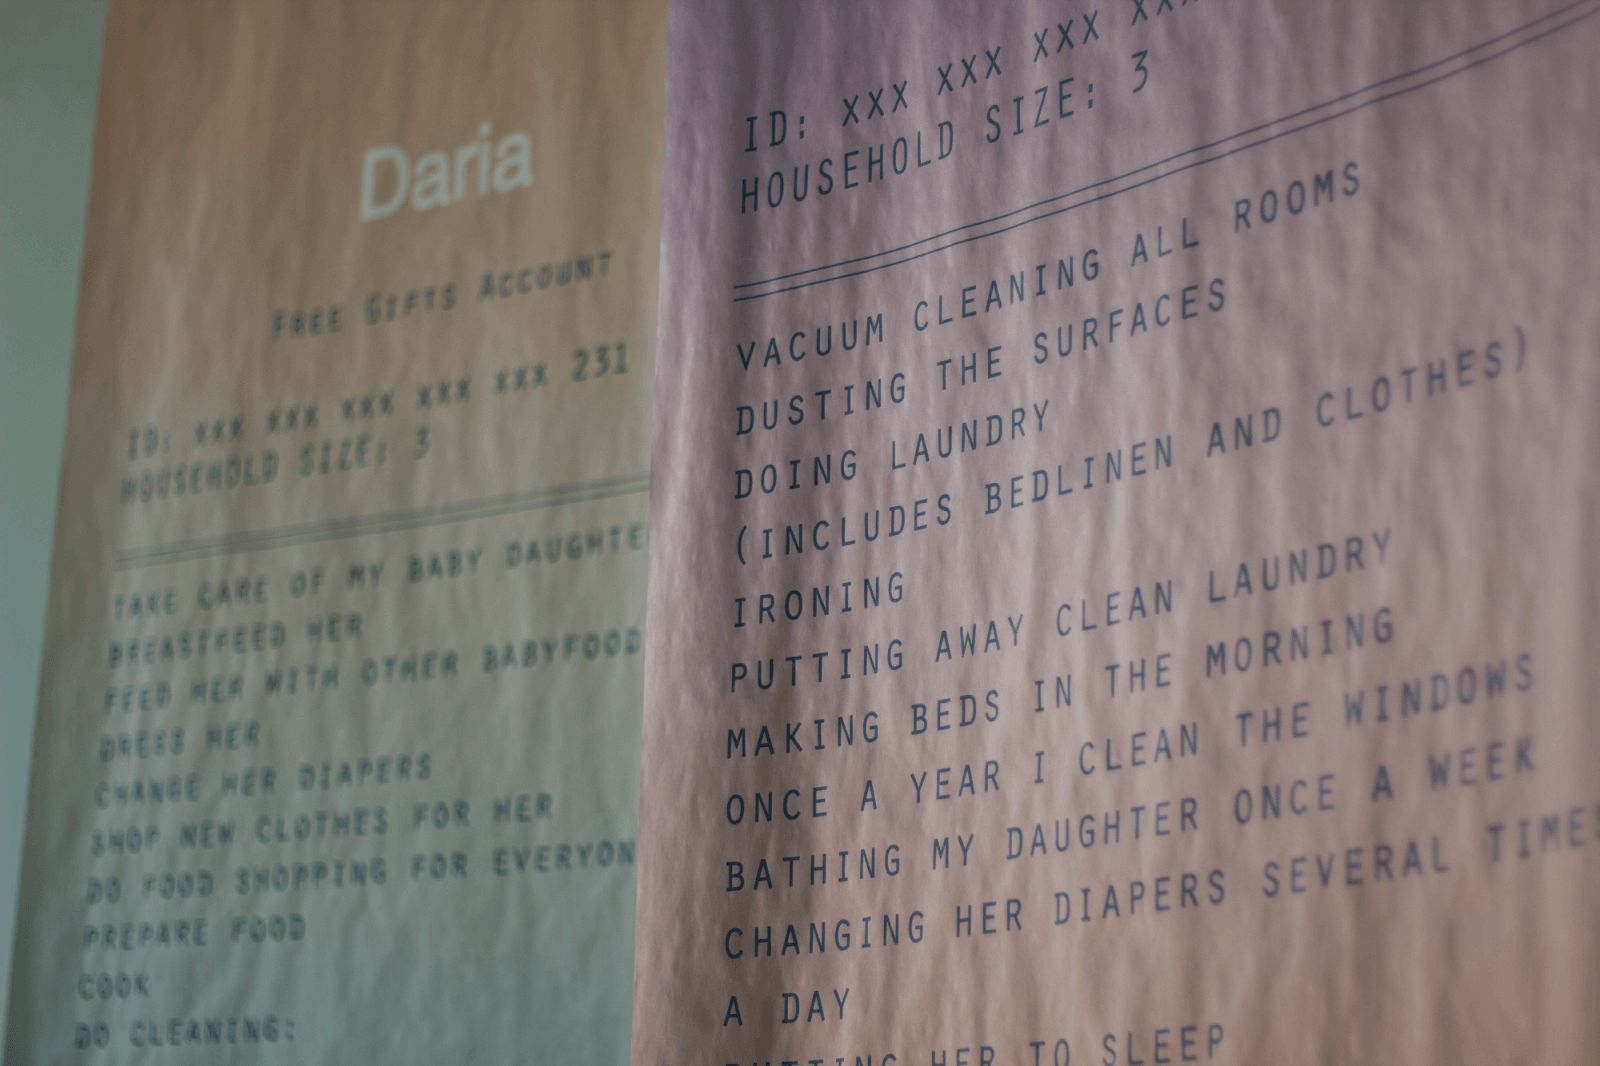 Daria
FREE GIFTS ACCOUNT
ID: XXX XXX XXX XXX XXX 231
HOUSEHOLD SIZE: 3
TAKE CARE OF MY BABY DAUGHTE
BREASTFEED HER
FEED HER WITH OTHER BABYFOOD
DRESS HER
CHANGE HER DIAPERS
SHOP NEW CLOTHES FOR HER
DO FOOD SHOPPING FOR EVERYON
PREPARE FOOD
COOK
DO CLEANING:
ID: XXX XXX XXX XXX
HOUSEHOLD SIZE: 3
VACUUM CLEANING ALL ROOMS
DUSTING THE SURFACES
DOING LAUNDRY
(INCLUDES BEDLINEN AND CLOTHES)
IRONING
PUTTING AWAY CLEAN LAUNDRY
MAKING BEDS IN THE MORNING
ONCE A YEAR I CLEAN THE WINDOWS
BATHING MY DAUGHTER ONCE A WEEK
CHANGING HER DIAPERS SEVERAL TIMES
A DAY
PUTTING HER TO SLEEP